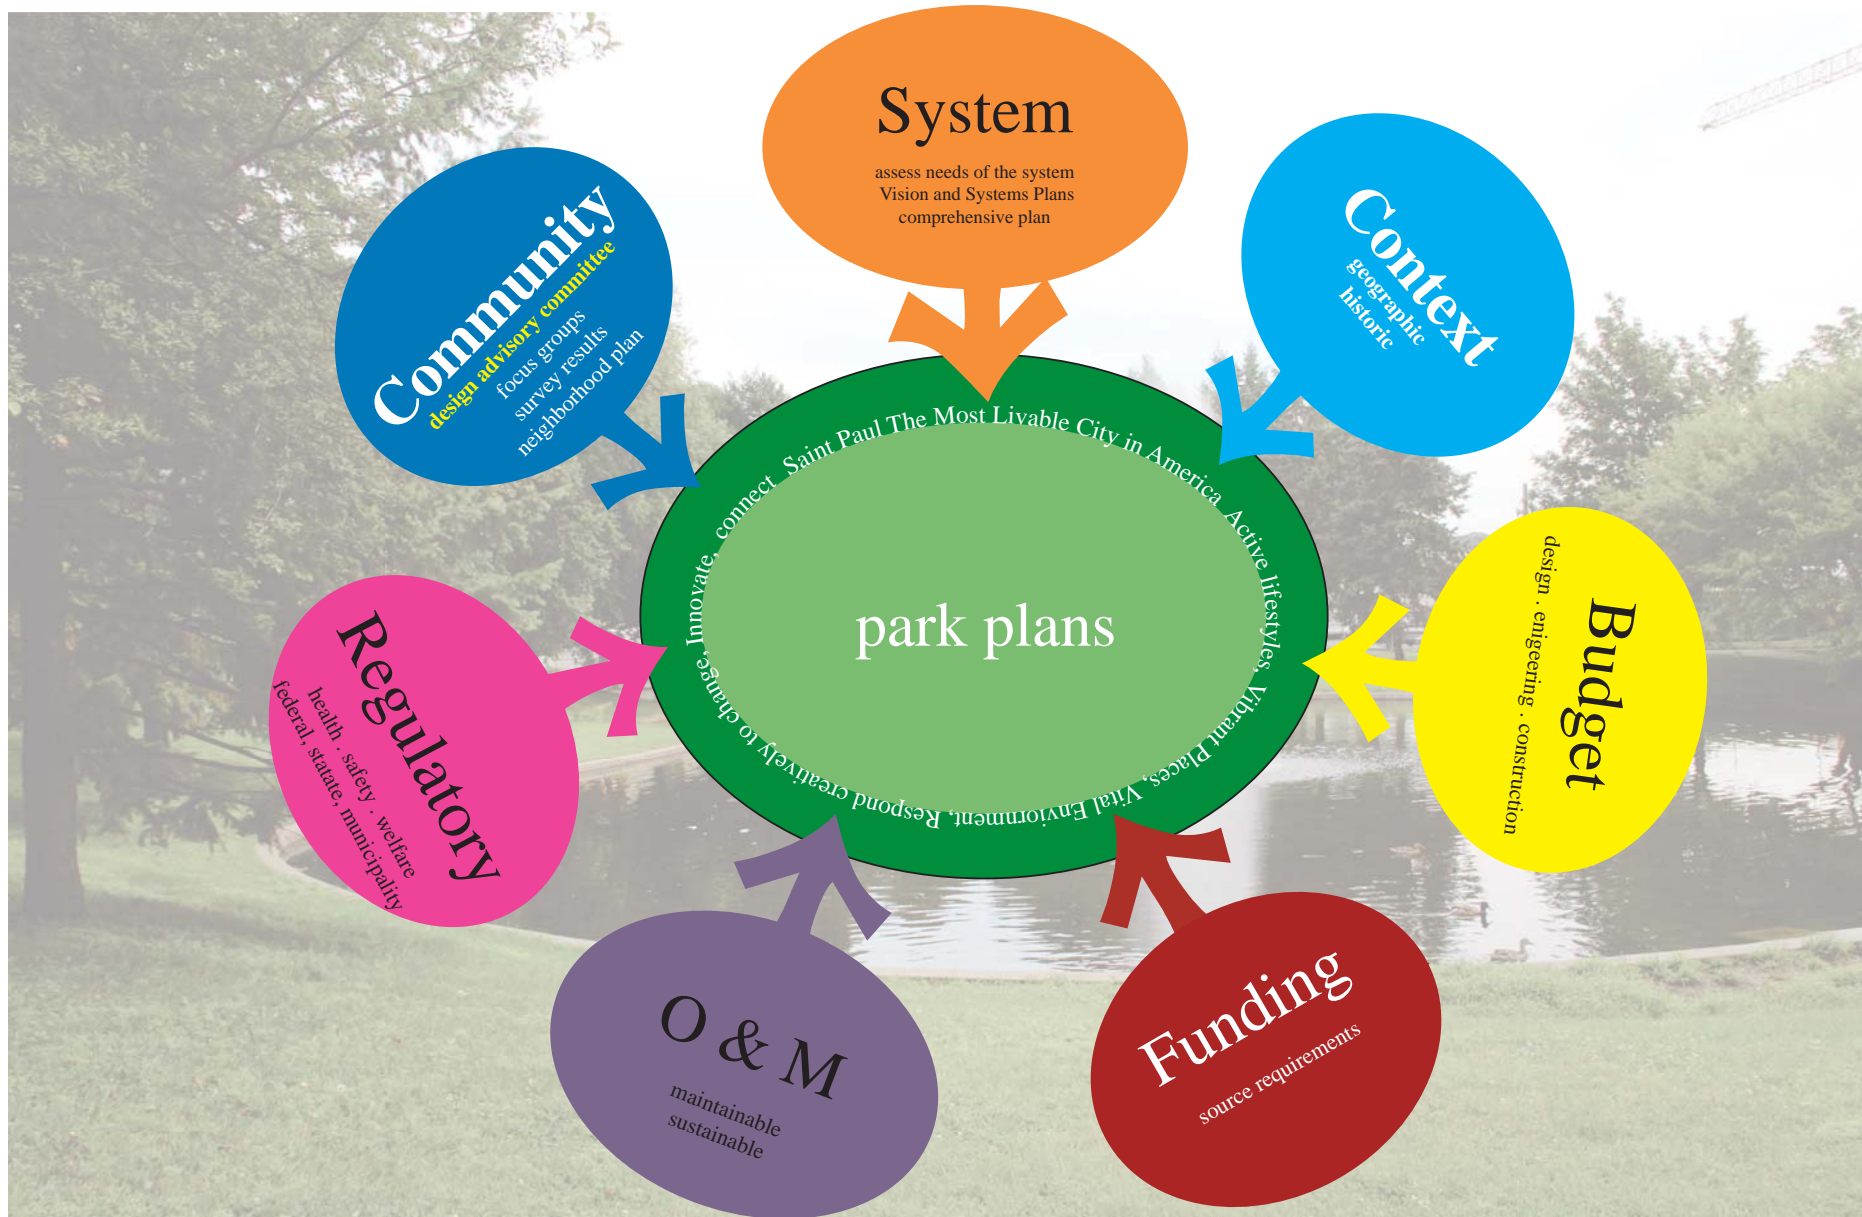 System
assess needs of the system
Vision and Systems Plans
comprehensive plan
Context
geographic
historic
Budget
design . enigeering . construction
Funding
source requirements
O & M
maintainable
sustainable
Regulatory
health . safety . welfare
federal, statate, municipality
Community
design advisory committee
focus groups
survey results
neighborhood plan
Saint Paul The Most Livable City in America Active lifestyles, Vibrant Places, Vital Enviornment, Respond creatively to change, Innovate, connect
park plans